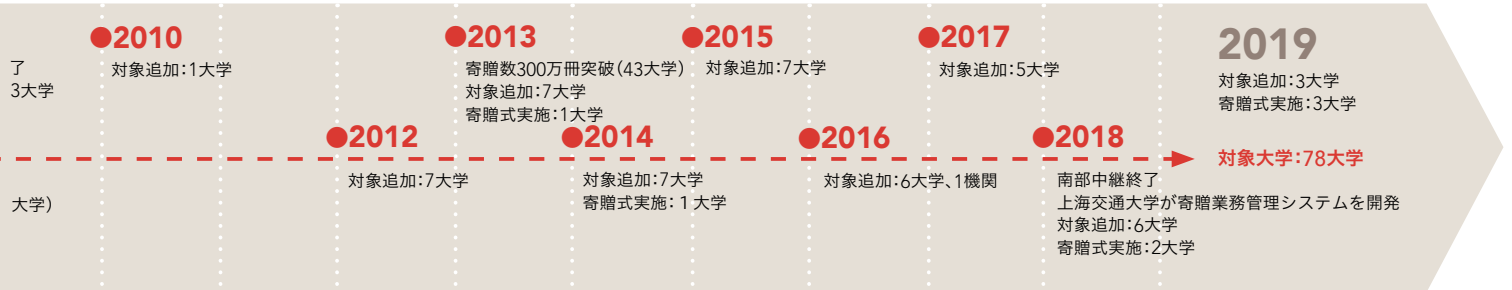 了
3大学
大学)
2010
対象追加:1大学
2012
対象追加:7大学
2013
寄贈数300万冊突破(43大学)
対象追加:7大学
寄贈式実施:1大学
2014
対象追加:7大学
寄贈式実施:1大学
2015
対象追加:7大学
2016
対象追加:6大学、1機関
2017
対象追加:5大学
2018
南部中継終了
上海交通大学が寄贈業務管理システムを開発
対象追加:6大学
寄贈式実施:2大学
2019
対象追加:3大学
寄贈式実施:3大学
対象大学:78大学